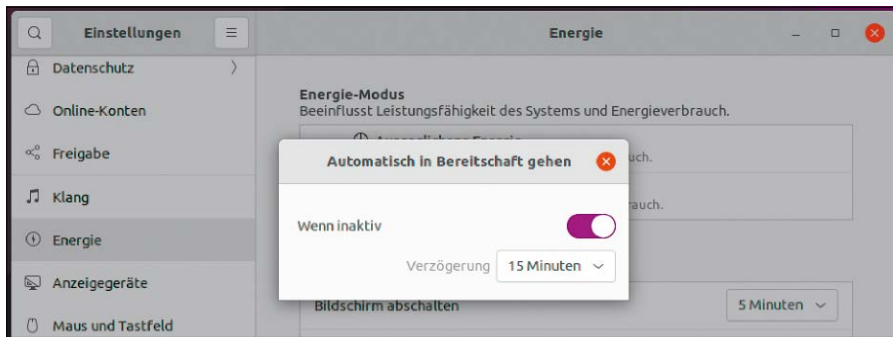 Einstellungen
Energie
Datenschutz
Online-Konten
Freigabe
Klang
Energie
Anzeigegeräte
Maus und Tastfeld
Energie-Modus
Beeinflusst Leistungsfähigkeit des Systems und Energieverbrauch.
uch.
rauch.
Automatisch in Bereitschaft gehen
Wenn inaktiv
Verzögerung 15 Minuten
Bildschirm abschalten 5 Minuten